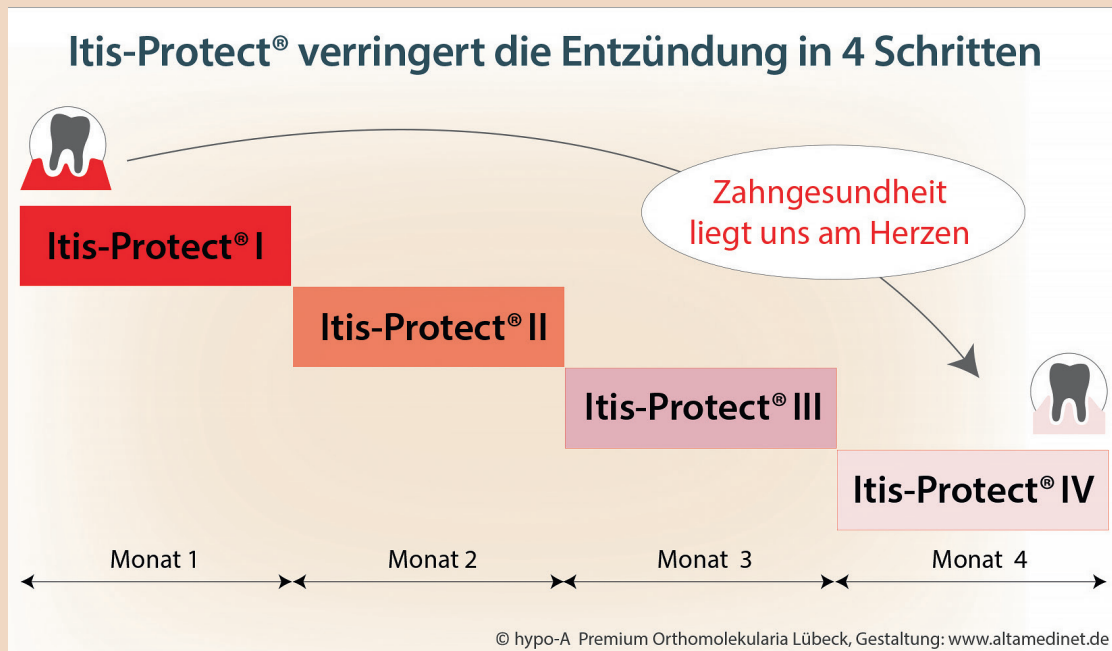 Itis-Protect® verringert die Entzündung in 4 Schritten
Zahngesundheit
liegt uns am Herzen
Itis-Protect® I
Itis-Protect® II
Itis-Protect® III
Itis-Protect® IV
Monat 1
Monat 2
Monat 3
Monat 4
© hypo-A Premium Orthomolekularia Lübeck, Gestaltung: www.altamedinet.de